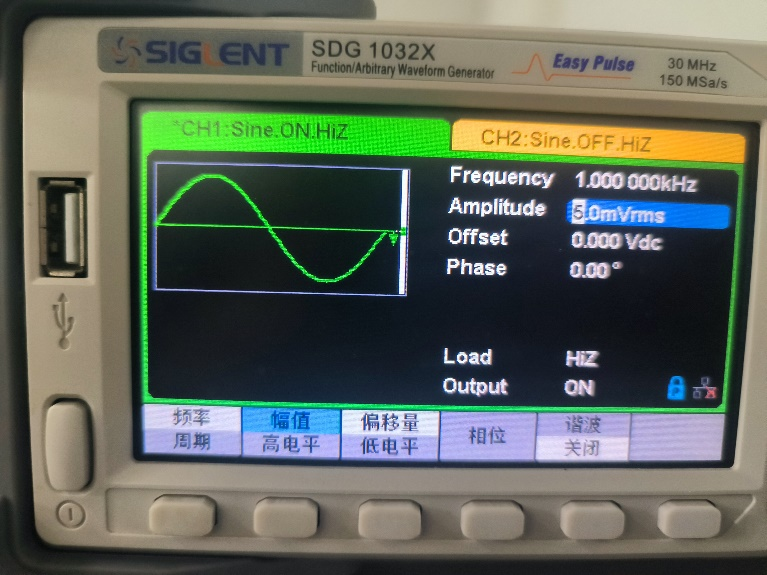 SIGLENT
SDG 1032X
Function/Arbitrary Waveform Generator
Easy Pulse
30 MHz
150 MSa/s
*CH1:Sine.ON.HiZ
CH2:Sine.OFF.HiZ
Frequency 1.000 000kHz
Amplitude 5.0mVrms
Offset 0.000 Vdc
Phase 0.00°
Load HiZ
Output ON
频率 幅值 偏移量 相位 谐波
周期 高电平 低电平 关闭